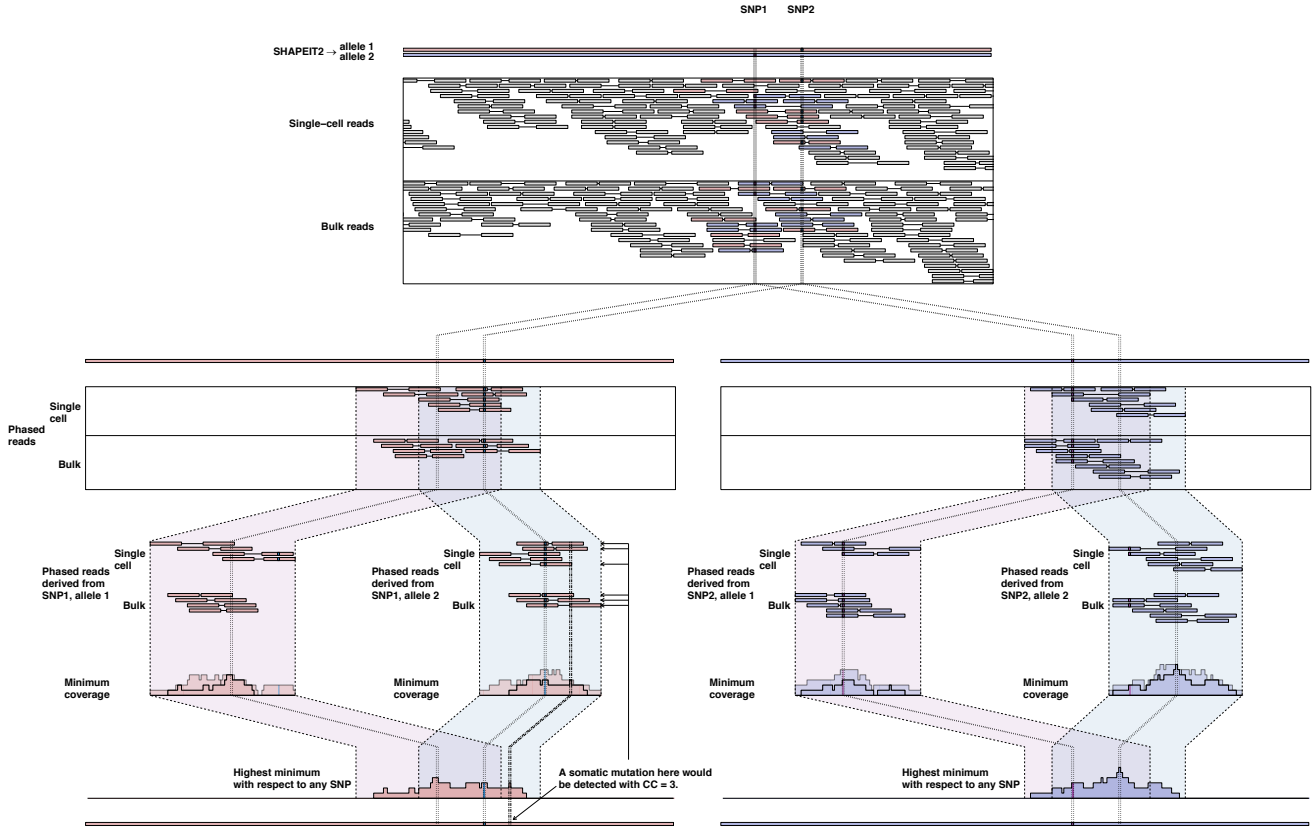 SNP1 SNP2
SHAPEIT2 → allele 1
allele 2
Single−cell reads
Bulk reads
Phased
reads
Single
cell
Bulk
Single
cell
Phased reads
derived from
SNP1, allele 1
Bulk
Minimum
coverage
Single
cell
Phased reads
derived from
SNP1, allele 2
Bulk
Minimum
coverage
Single
cell
Phased reads
derived from
SNP2, allele 1
Bulk
Minimum
coverage
Single
cell
Phased reads
derived from
SNP2, allele 2
Bulk
Minimum
coverage
Highest minimum
with respect to any SNP
A somatic mutation here would
be detected with CC = 3.
Highest minimum
with respect to any SNP